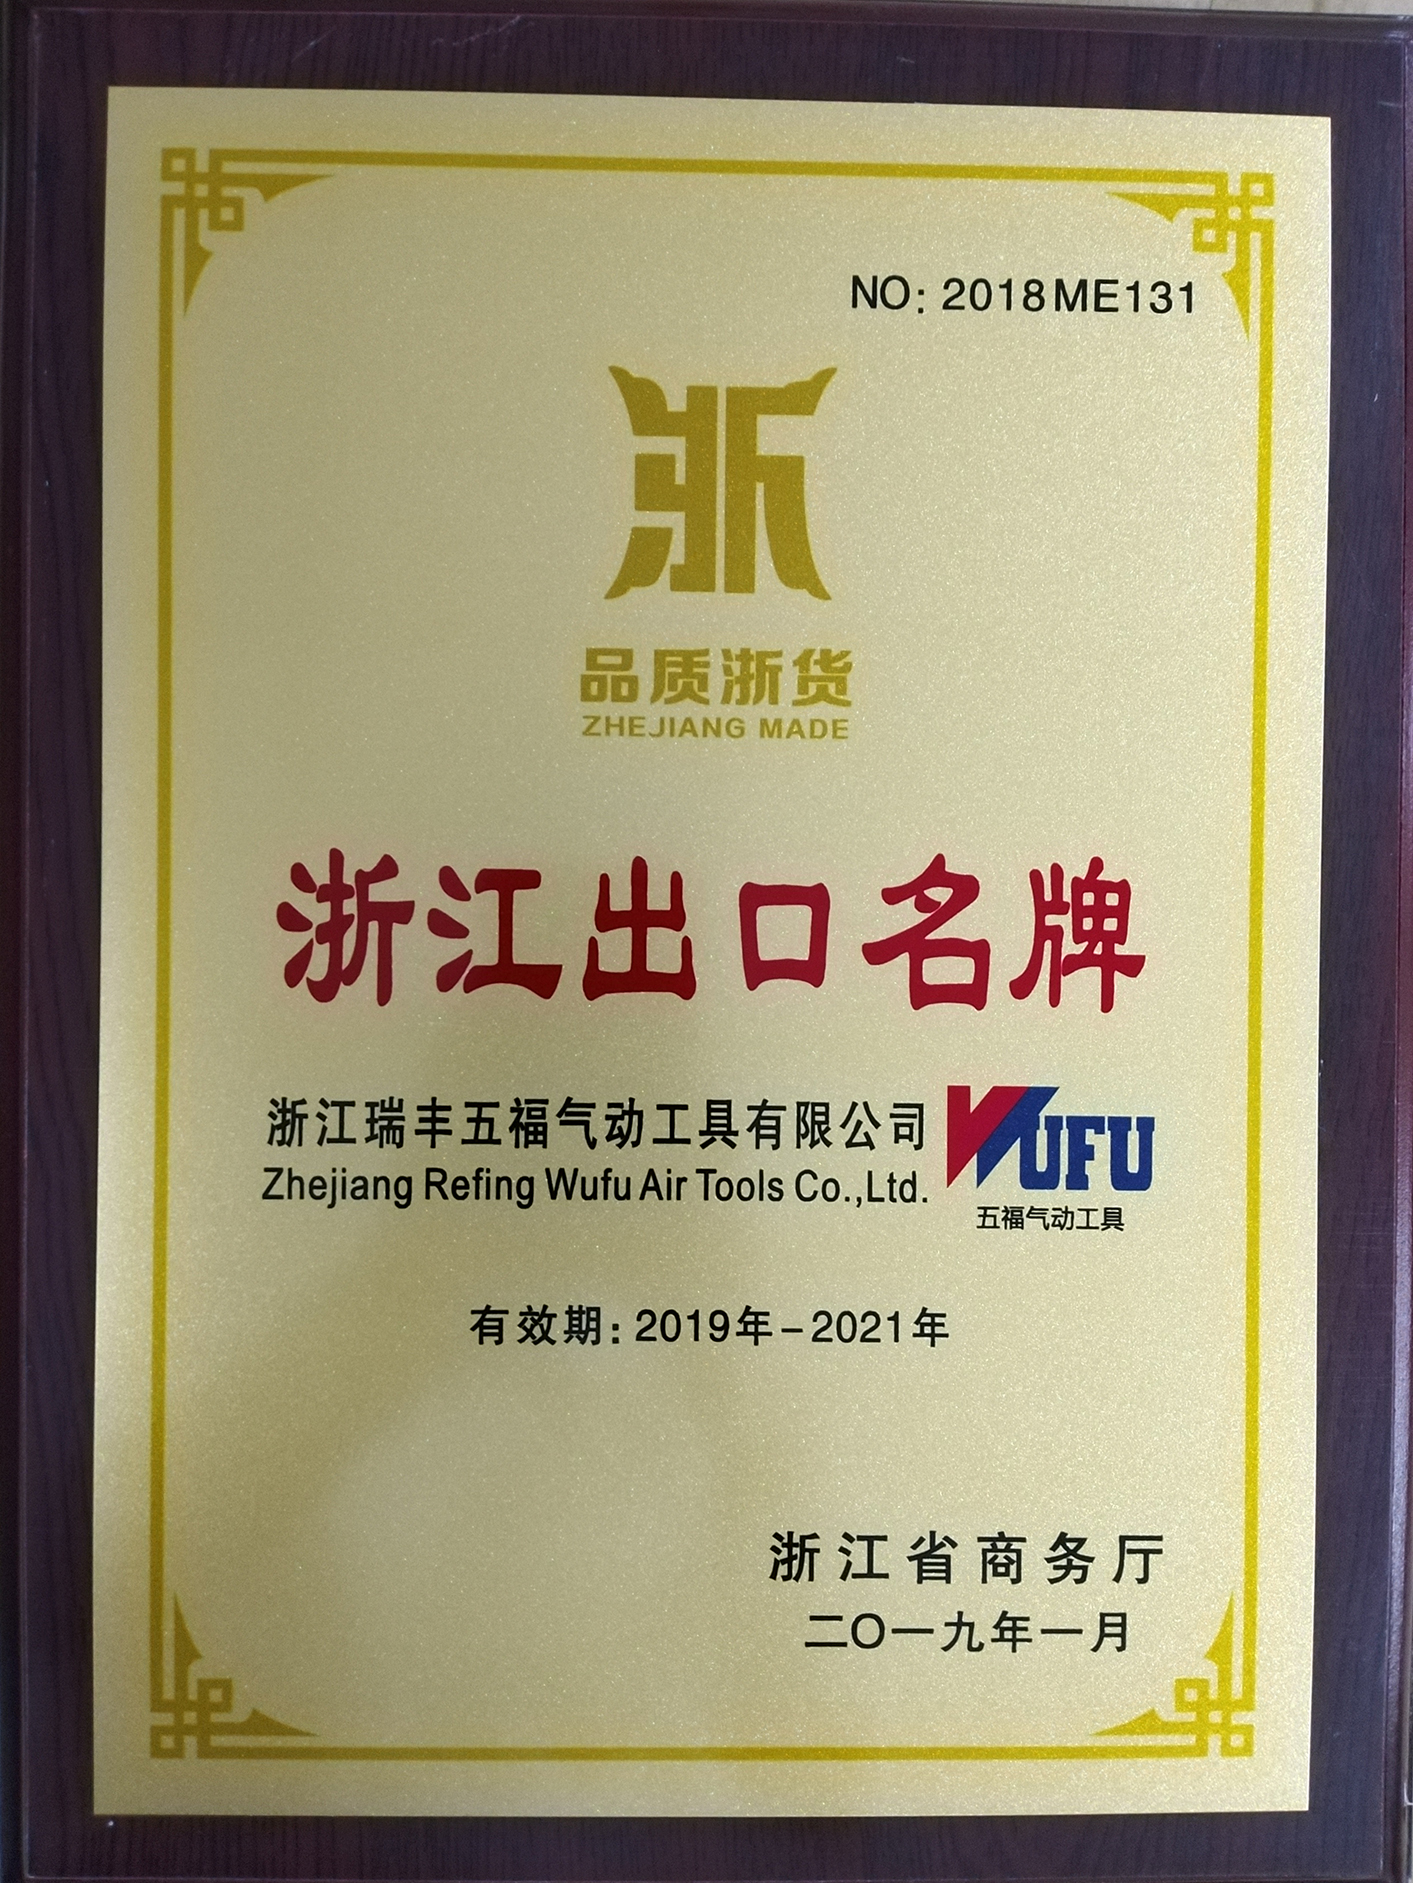 NO: 2018ME131
浙
品质浙货
ZHEJIANG MADE
浙江出口名牌
浙江瑞丰五福气动工具有限公司
Zhejiang Refing Wufu Air Tools Co.,Ltd.
WUFU
五福气动工具
有效期: 2019年-2021年
浙江省商务厅
二〇一九年一月